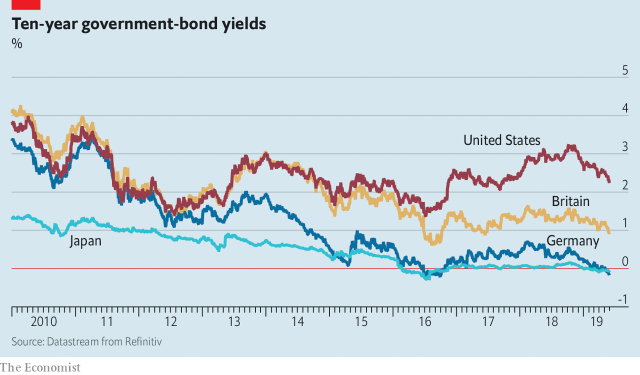 Ten-year government-bond yields
%
5
4
United States
3
2
Britain
1
Japan
Germany
0
-1
2010 11 12 13 14 15 16 17 18 19
Source: Datastream from Refinitiv
The Economist